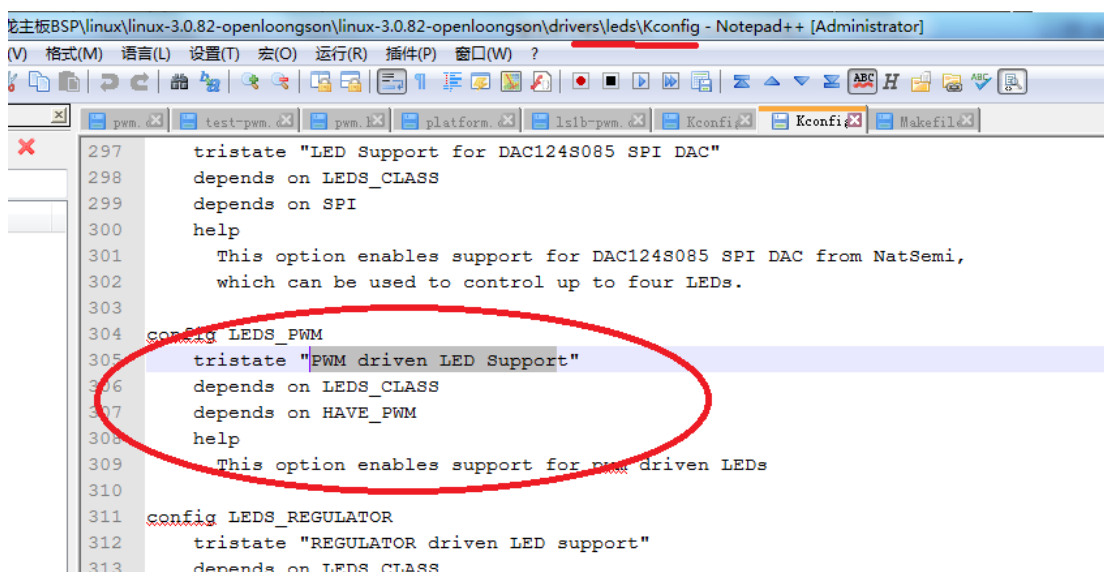 龙主板BSP\linux\linux-3.0.82-openloongson\linux-3.0.82-openloongson\drivers\leds\Kconfig - Notepad++ [Administrator]
(V) 格式(M) 语言(L) 设置(T) 宏(O) 运行(R) 插件(P) 窗口(W) ?
pwm. test-pwm. pwm. platform. ls1b-pwm. Kconfi Kconfig Makefil
297 tristate "LED Support for DAC124S085 SPI DAC"
298 depends on LEDS_CLASS
299 depends on SPI
300 help
301 This option enables support for DAC124S085 SPI DAC from NatSemi,
302 which can be used to control up to four LEDs.
303
304 config LEDS_PWM
305 tristate "PWM driven LED Support"
306 depends on LEDS_CLASS
307 depends on HAVE_PWM
308 help
309 This option enables support for pwm driven LEDs
310
311 config LEDS_REGULATOR
312 tristate "REGULATOR driven LED support"
313 depends on LEDS_CLASS